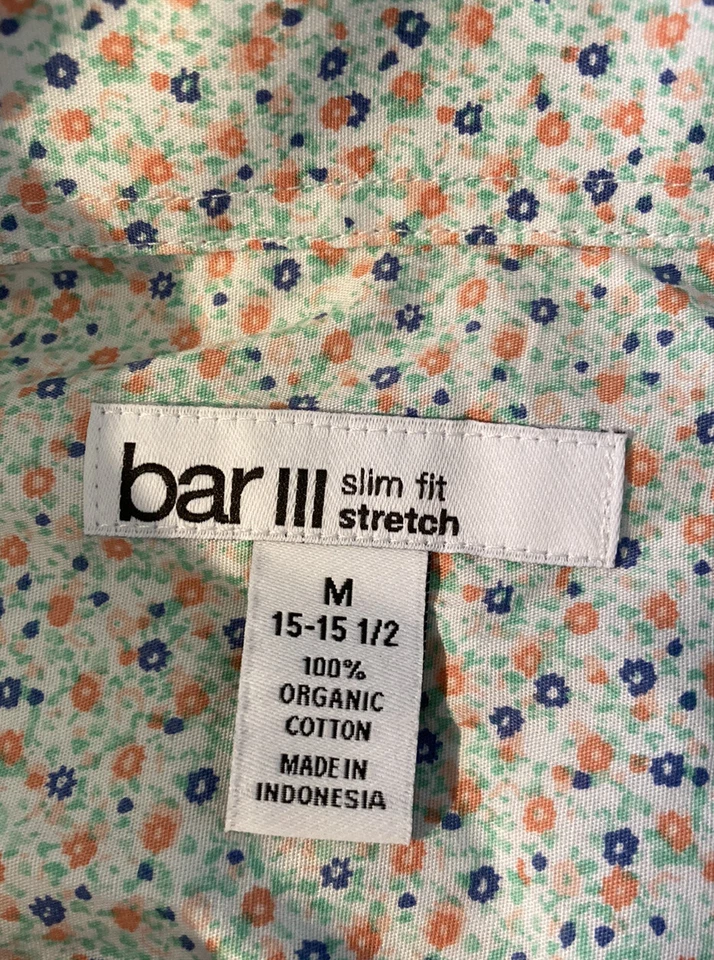 bar III slim fit
stretch
M
15-15 1/2
100%
ORGANIC
COTTON
MADE IN
INDONESIA